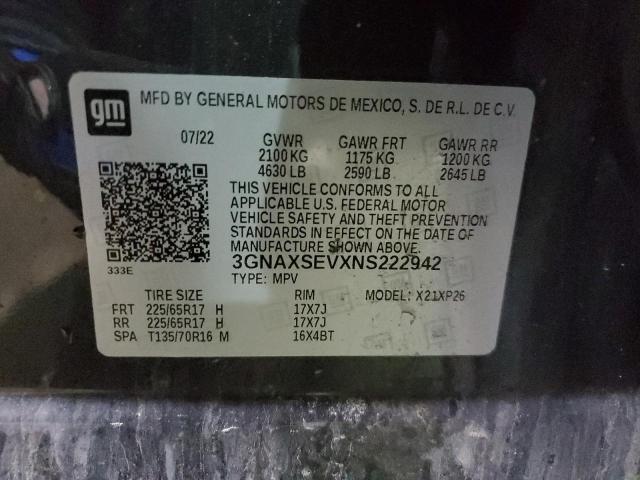 gm
MFD BY GENERAL MOTORS DE MEXICO, S. DE R.L. DE C.V.
07/22 GVWR GAWR FRT GAWR RR
2100 KG 1175 KG 1200 KG
4630 LB 2590 LB 2645 LB
THIS VEHICLE CONFORMS TO ALL
APPLICABLE U.S. FEDERAL MOTOR
VEHICLE SAFETY AND THEFT PREVENTION
STANDARDS IN EFFECT ON THE DATE OF
MANUFACTURE SHOWN ABOVE.
333E 3GNAXSEVXNS222942
TYPE: MPV MODEL: X21XP26
TIRE SIZE RIM
FRT 225/65R17 H 17X7J
RR 225/65R17 H 17X7J
SPA T135/70R16 M 16X4BT